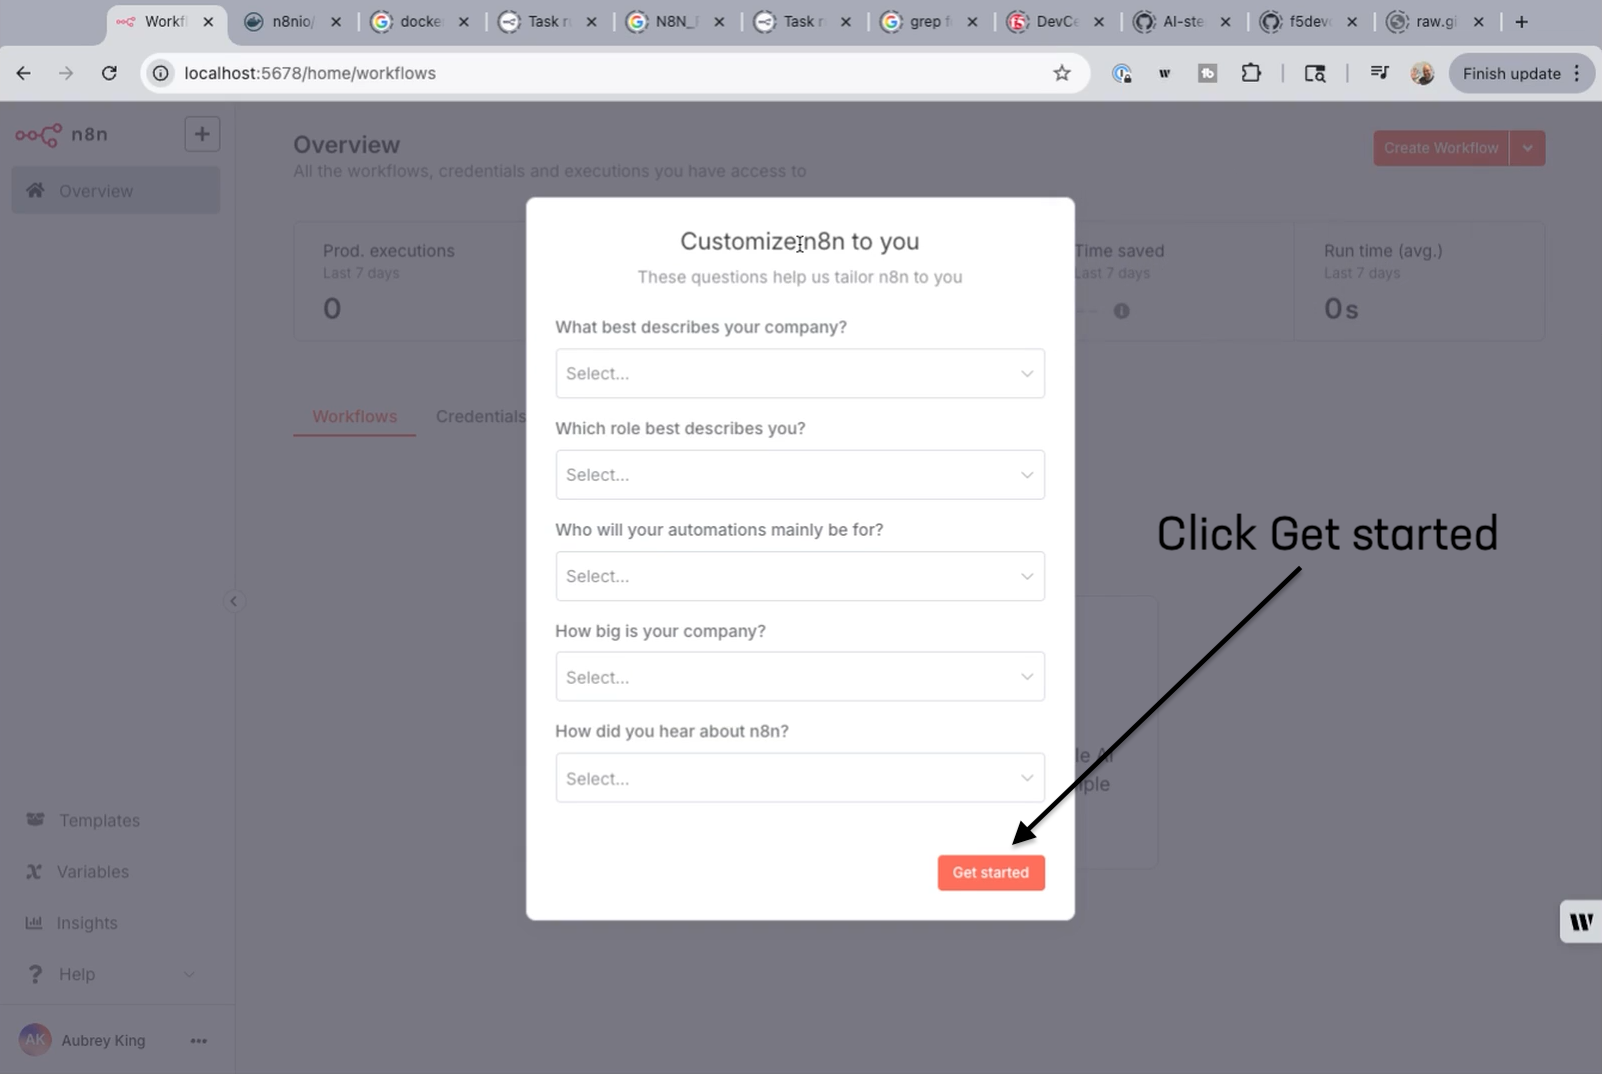 Workfl
n8nio/
docke
Task r
N8N_
Task r
grep f
DevCe
AI-ste
f5dev
raw.gi
localhost:5678/home/workflows
Finish update
n8n
Overview
Overview
All the workflows, credentials and executions you have access to
Create Workflow
Prod. executions
Last 7 days
0
Time saved
Last 7 days
--
Run time (avg.)
Last 7 days
0s
Workflows
Credentials
Customize n8n to you
These questions help us tailor n8n to you
What best describes your company?
Select...
Which role best describes you?
Select...
Who will your automations mainly be for?
Select...
How big is your company?
Select...
How did you hear about n8n?
Select...
Get started
Click Get started
le AI
ple
Templates
Variables
Insights
Help
AK
Aubrey King
W